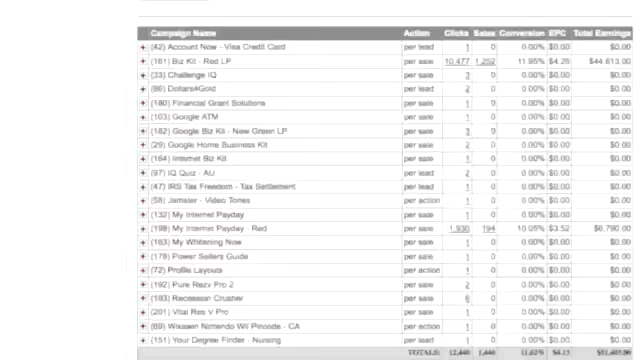 Campaign Name Action Clicks Sales Conversion EPC Total Earnings
(42) Account Now - Visa Credit Card per lead 1 0 0.00% $0.00 $0.00
(161) Biz Kit - Red LP per sale 10,477 1,252 11.95% $4.26 $44,613.00
(33) Challenge IQ per sale 3 0 0.00% $0.00 $0.00
(86) Dollars4Gold per lead 2 0 0.00% $0.00 $0.00
(180) Financial Grant Solutions per sale 1 0 0.00% $0.00 $0.00
(103) Google ATM per sale 1 0 0.00% $0.00 $0.00
(182) Google Biz Kit - New Green LP per sale 3 0 0.00% $0.00 $0.00
(29) Google Home Business Kit per sale 2 0 0.00% $0.00 $0.00
(164) Internet Biz Kit per sale 1 0 0.00% $0.00 $0.00
(97) IQ Quiz - AU per lead 2 0 0.00% $0.00 $0.00
(47) IRS Tax Freedom - Tax Settlement per lead 1 0 0.00% $0.00 $0.00
(58) Jamster - Video Tones per action 1 0 0.00% $0.00 $0.00
(132) My Internet Payday per sale 1 0 0.00% $0.00 $0.00
(198) My Internet Payday - Red per sale 1,930 194 10.05% $3.52 $6,790.00
(163) My Whitening Now per sale 1 0 0.00% $0.00 $0.00
(178) Power Sellers Guide per sale 1 0 0.00% $0.00 $0.00
(72) Profile Layouts per action 1 0 0.00% $0.00 $0.00
(192) Pure Rezv Pro 2 per sale 2 0 0.00% $0.00 $0.00
(183) Recession Crusher per sale 6 0 0.00% $0.00 $0.00
(201) Vital Res V Pro per sale 1 0 0.00% $0.00 $0.00
(69) Wixawin Nintendo Wii Pincode - CA per action 1 0 0.00% $0.00 $0.00
(151) Your Degree Finder - Nursing per lead 1 0 0.00% $0.00 $0.00
TOTALS: 12,440 1,446 11.62% $4.13 $51,403.00